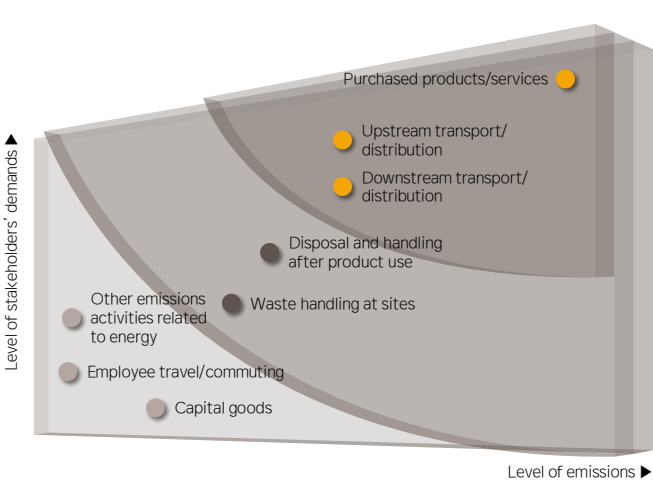 Purchased products/services
Upstream transport/
distribution
Downstream transport/
distribution
Disposal and handling
after product use
Other emissions
activities related
to energy
Waste handling at sites
Employee travel/commuting
Capital goods
Level of stakeholders’ demands ▶
Level of emissions ▶